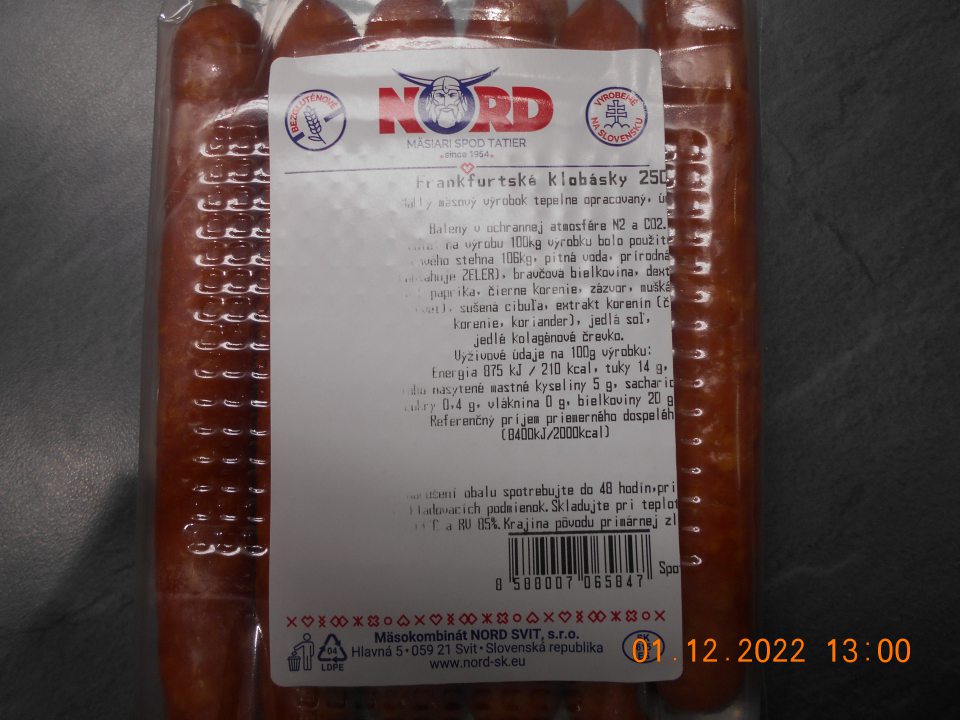 BEZGLUTÉNOVÉ
NORD
VYROBENÉ NA SLOVENSKU
MÄSIARI SPOD TATIER
since 1954
Frankfurtské klobásky 250
mäsový výrobok tepelne opracovaný,
Balený v ochrannej atmosfére N2 a CO2.
na výrobu 100kg výrobku bolo použité
stehna 106kg, pitná voda, prírodná
ZELER), bravčová bielkovina,
paprika, čierne korenie, zázvor,
sušená cibuľa, extrakt korenín (
korenie, koriander), jedlá soľ,
jedlé kolagénové črevko.
Výživové údaje na 100g výrobku:
Energia 875 kJ / 210 kcal, tuky 14 g,
nasytené mastné kyseliny 5 g,
cukry 0,4 g, vláknina 0 g, bielkoviny 20 g
Referenčný príjem priemerného
(8400kJ/2000kcal)
obalu spotrebujte do 48 hodín,pri
podmienok.Skladujte pri
a RV 85%.Krajina pôvodu primárnej
8 588007 065847
Mäsokombinát NORD SVIT, s.r.o.
Hlavná 5 • 059 21 Svit • Slovenská republika
www.nord-sk.eu
04
LDPE
SK
01.12.2022 13:00